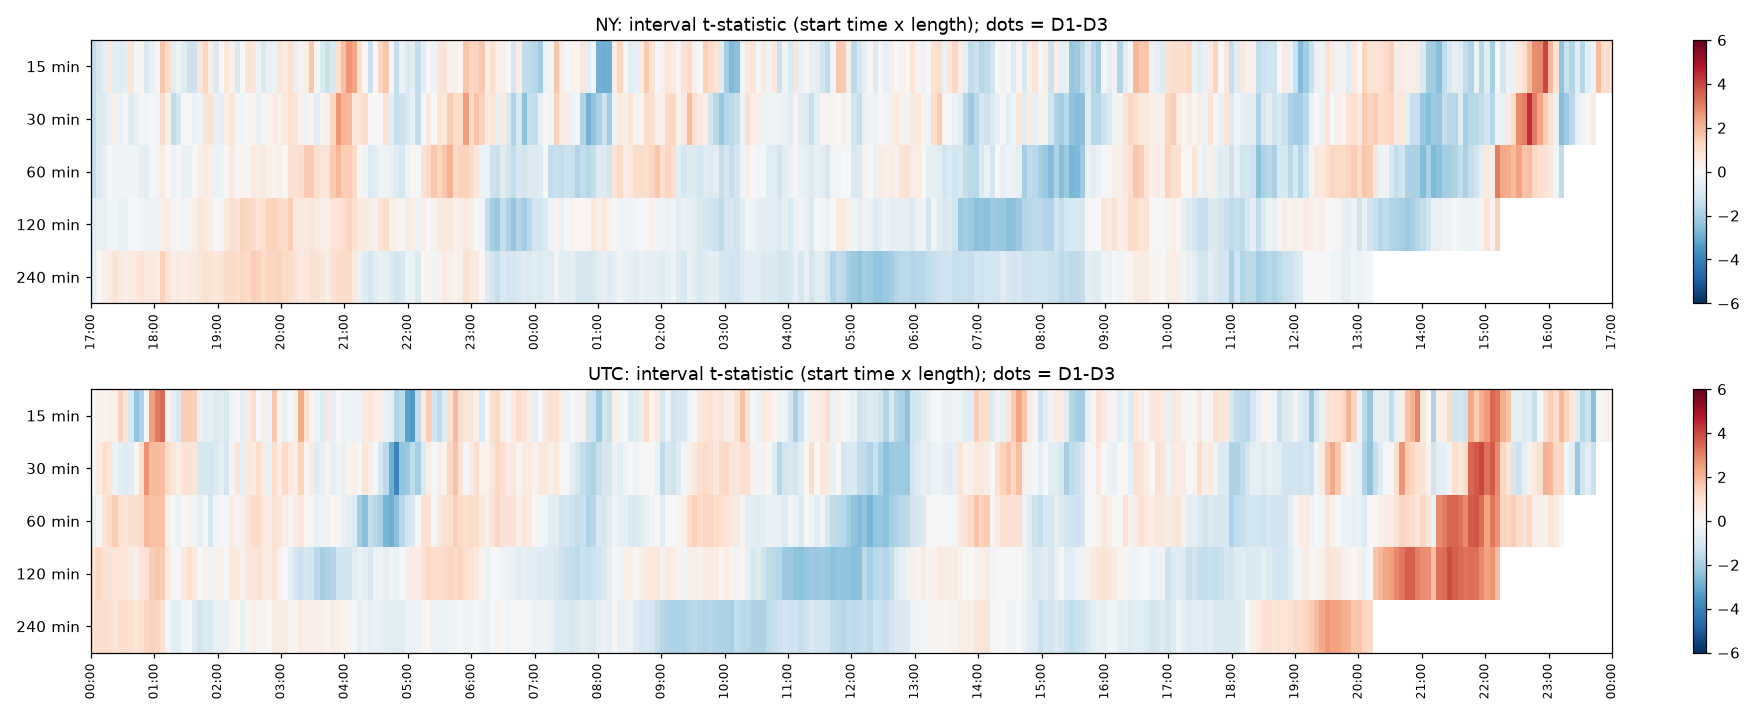 NY: interval t-statistic (start time x length); dots = D1-D3
15 min
30 min
60 min
120 min
240 min
17:00 18:00 19:00 20:00 21:00 22:00 23:00 00:00 01:00 02:00 03:00 04:00 05:00 06:00 07:00 08:00 09:00 10:00 11:00 12:00 13:00 14:00 15:00 16:00 17:00
6
4
2
0
−2
−4
−6
UTC: interval t-statistic (start time x length); dots = D1-D3
15 min
30 min
60 min
120 min
240 min
00:00 01:00 02:00 03:00 04:00 05:00 06:00 07:00 08:00 09:00 10:00 11:00 12:00 13:00 14:00 15:00 16:00 17:00 18:00 19:00 20:00 21:00 22:00 23:00 00:00
6
4
2
0
−2
−4
−6